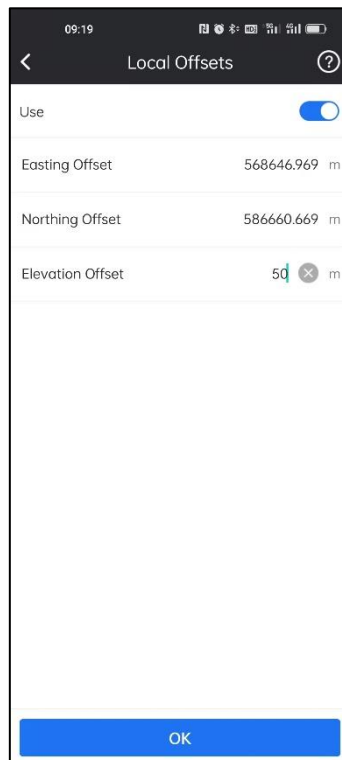 09:19
Local Offsets
Use
Easting Offset 568646.969 m
Northing Offset 586660.669 m
Elevation Offset 50 m
OK